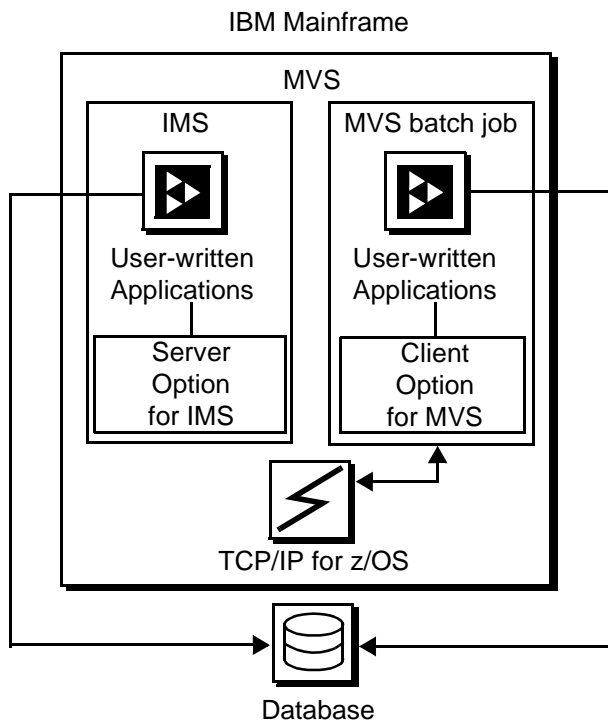 IBM Mainframe
MVS
IMS
User-written
Applications
Server
Option
for IMS
MVS batch job
User-written
Applications
Client
Option
for MVS
TCP/IP for z/OS
Database